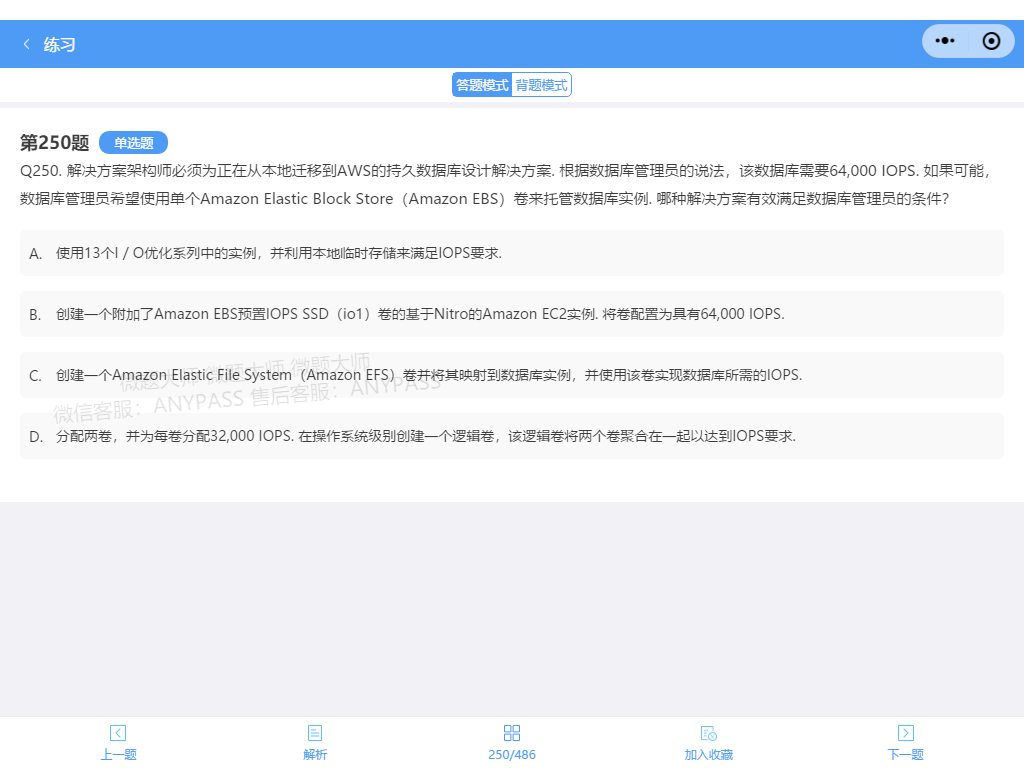 练习
答题模式 背题模式
第250题 单选题
Q250. 解决方案架构师必须为正在从本地迁移到AWS的持久数据库设计解决方案. 根据数据库管理员的说法，该数据库需要64,000 IOPS. 如果可能，
数据库管理员希望使用单个Amazon Elastic Block Store（Amazon EBS）卷来托管数据库实例. 哪种解决方案有效满足数据库管理员的条件？
A. 使用13个I / O优化系列中的实例，并利用本地临时存储来满足IOPS要求.
B. 创建一个附加了Amazon EBS预置IOPS SSD（io1）卷的基于Nitro的Amazon EC2实例. 将卷配置为具有64,000 IOPS.
C. 创建一个Amazon Elastic File System（Amazon EFS）卷并将其映射到数据库实例，并使用该卷实现数据库所需的IOPS.
微题大师 微题大师 微题大师
微信客服：ANYPASS 售后客服：ANYPASS
D. 分配两卷，并为每卷分配32,000 IOPS. 在操作系统级别创建一个逻辑卷，该逻辑卷将两个卷聚合在一起以达到IOPS要求.
上一题 解析 250/486 加入收藏 下一题